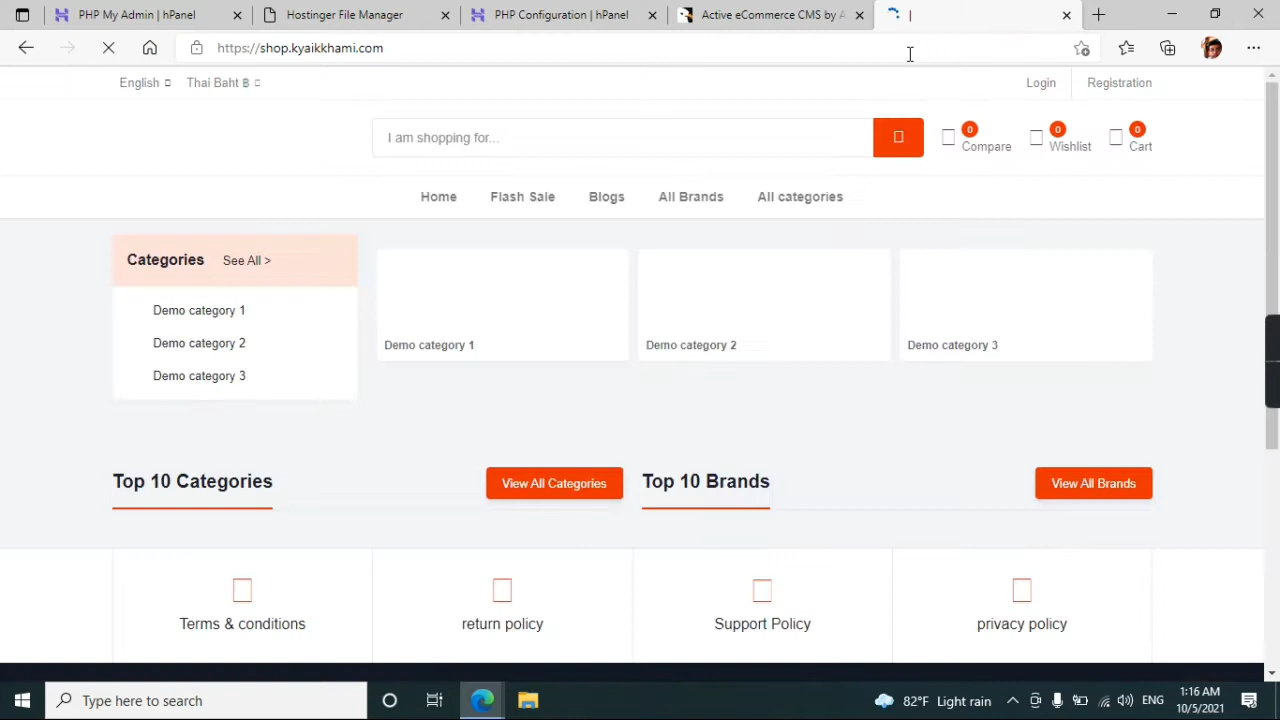 PHP My Admin | hPanel
Hostinger File Manager
PHP Configuration | hPanel
Active eCommerce CMS by A
|
https://shop.kyaikkhami.com
English
Thai Baht ฿
Login
Registration
I am shopping for...
0
Compare
0
Wishlist
0
Cart
Home
Flash Sale
Blogs
All Brands
All categories
Categories
See All >
Demo category 1
Demo category 2
Demo category 3
Demo category 1
Demo category 2
Demo category 3
Top 10 Categories
View All Categories
Top 10 Brands
View All Brands
Terms & conditions
return policy
Support Policy
privacy policy
Type here to search
82°F Light rain
ENG
1:16 AM
10/5/2021